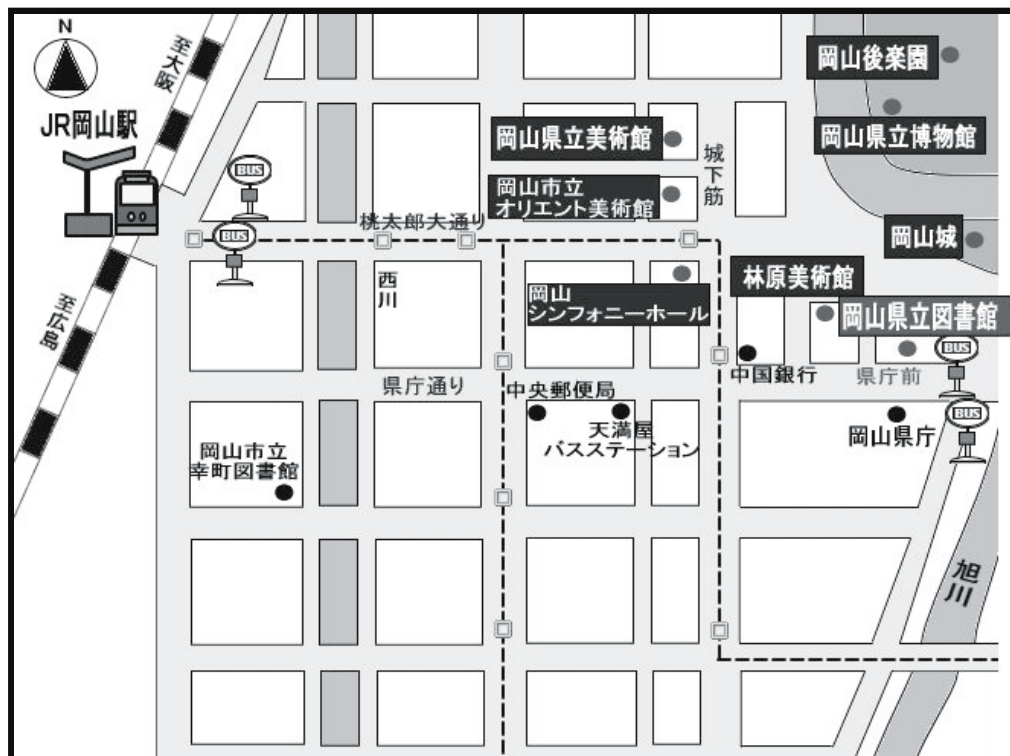 N
至大阪
JR岡山駅
BUS
BUS
至広島
桃太郎大通り
西川
県庁通り
岡山市立
幸町図書館
岡山県立美術館
岡山市立
オリエント美術館
城下筋
岡山
シンフォニーホール
中央郵便局
天満屋
バスステーション
岡山後楽園
岡山県立博物館
岡山城
林原美術館
岡山県立図書館
BUS
中国銀行
県庁前
BUS
岡山県庁
旭川